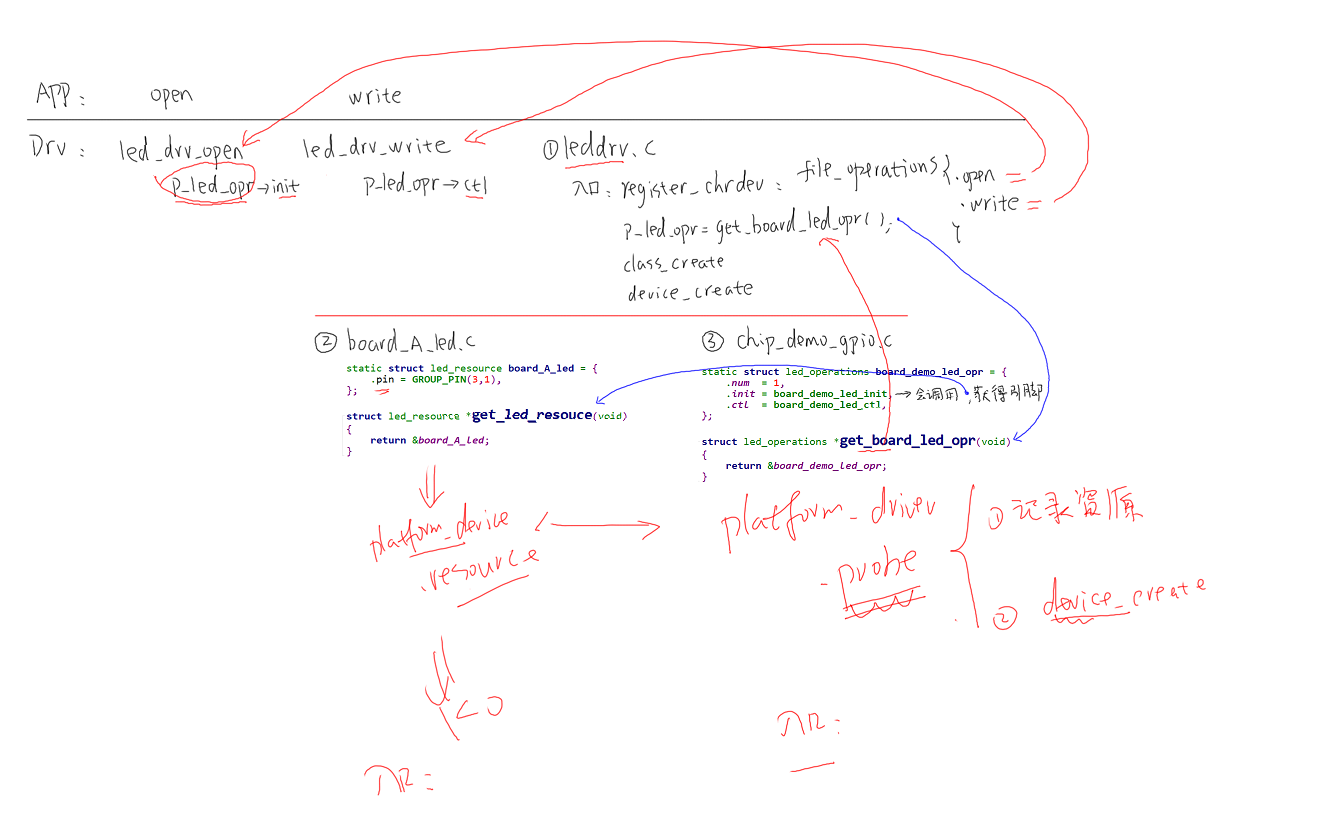 App: open write
Drv: led_drv_open led_drv_write ①leddrv.c
p_led_opr→init p_led_opr→ctl 入口: register_chrdev: file_operations{.open =
.write =
}
p_led_opr = get_board_led_opr();
class_create
device_create
② board_A_led.c
static struct led_resource board_A_led = {
.pin = GROUP_PIN(3,1),
};
struct led_resource *get_led_resouce(void)
{
return &board_A_led;
}
③ chip_demo_gpio.c
static struct led_operations board_demo_led_opr = {
.num = 1,
.init = board_demo_led_init, →会调用②,获得引脚
.ctl = board_demo_led_ctl,
};
struct led_operations *get_board_led_opr(void)
{
return &board_demo_led_opr;
}
platform_device
.resource
platform_driver
.probe
①记录资源
② device_create
入口:
入口: